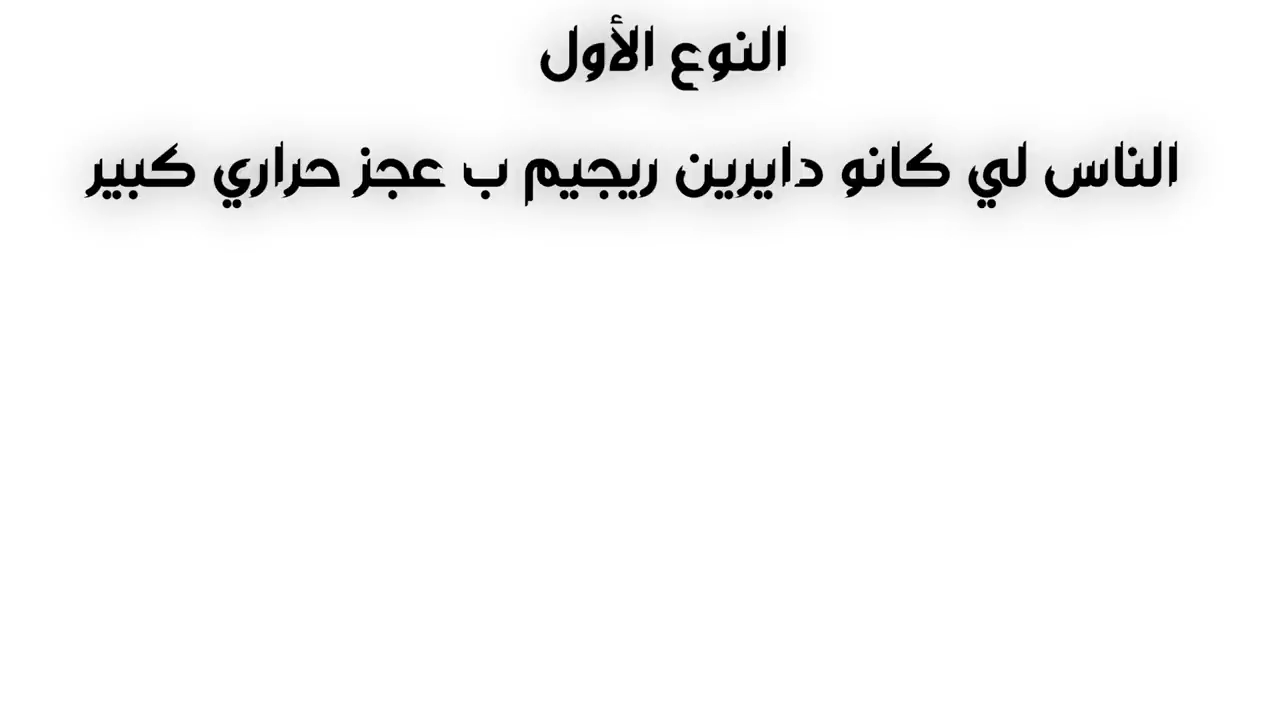 النوع الأول
الناس لي كانو دايرين ريجيم ب عجز حراري كبير